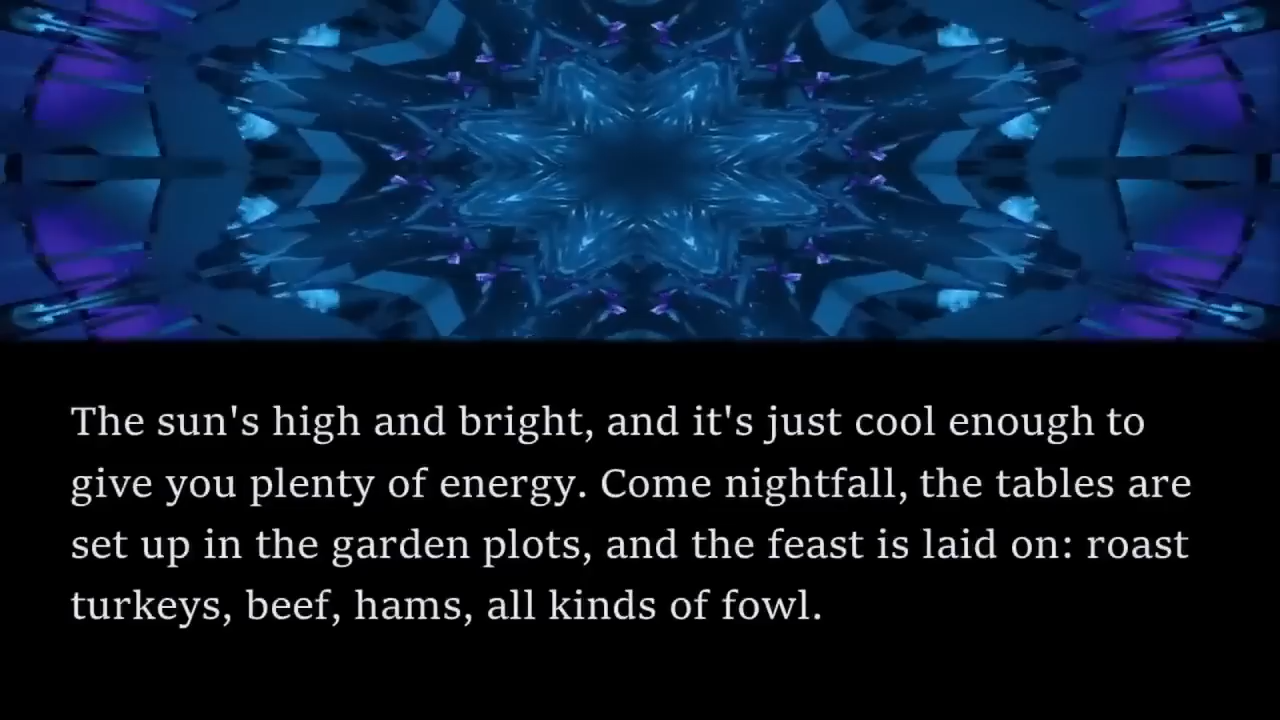 The sun's high and bright, and it's just cool enough to
give you plenty of energy. Come nightfall, the tables are
set up in the garden plots, and the feast is laid on: roast
turkeys, beef, hams, all kinds of fowl.